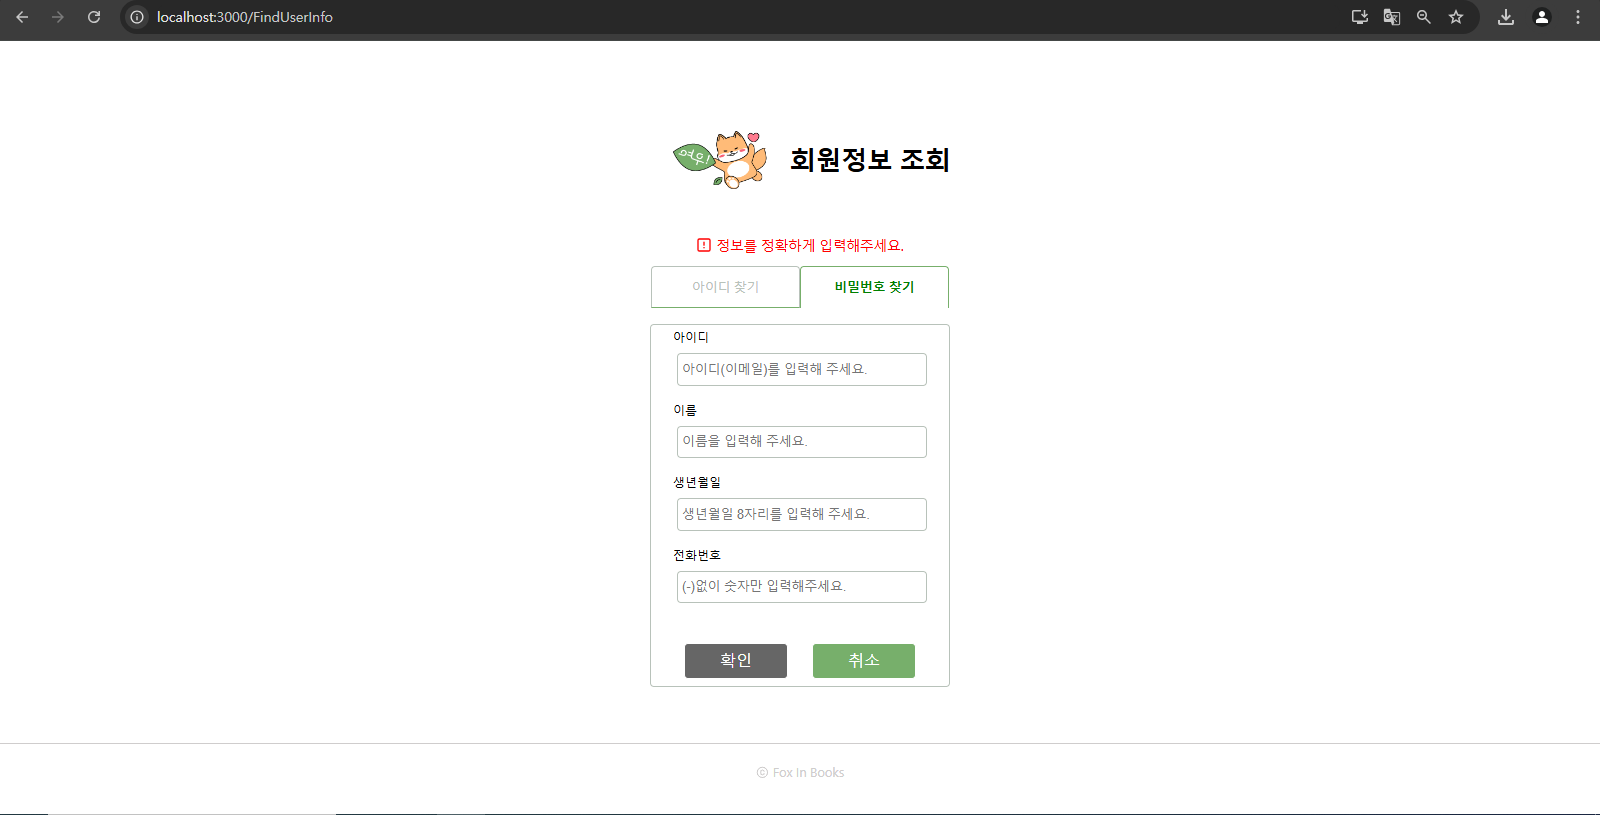 localhost:3000/FindUserInfo
여우!
회원정보 조회
정보를 정확하게 입력해주세요.
아이디 찾기
비밀번호 찾기
아이디
아이디(이메일)를 입력해 주세요.
이름
이름을 입력해 주세요.
생년월일
생년월일 8자리를 입력해 주세요.
전화번호
(-)없이 숫자만 입력해주세요.
확인
취소
ⓒ Fox In Books